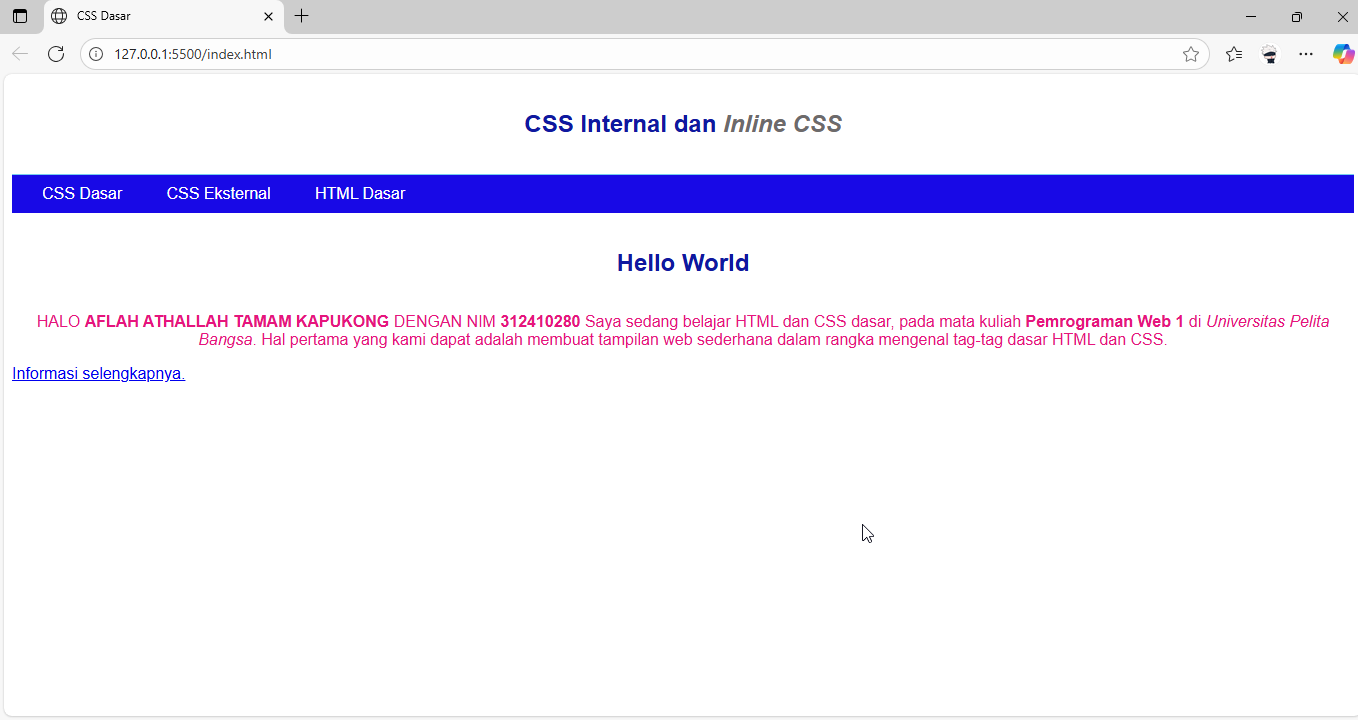 CSS Dasar
127.0.0.1:5500/index.html
CSS Internal dan Inline CSS
CSS Dasar CSS Eksternal HTML Dasar
Hello World
HALO AFLAH ATHALLAH TAMAM KAPUKONG DENGAN NIM 312410280 Saya sedang belajar HTML dan CSS dasar, pada mata kuliah Pemrograman Web 1 di Universitas Pelita
Bangsa. Hal pertama yang kami dapat adalah membuat tampilan web sederhana dalam rangka mengenal tag-tag dasar HTML dan CSS.
Informasi selengkapnya.